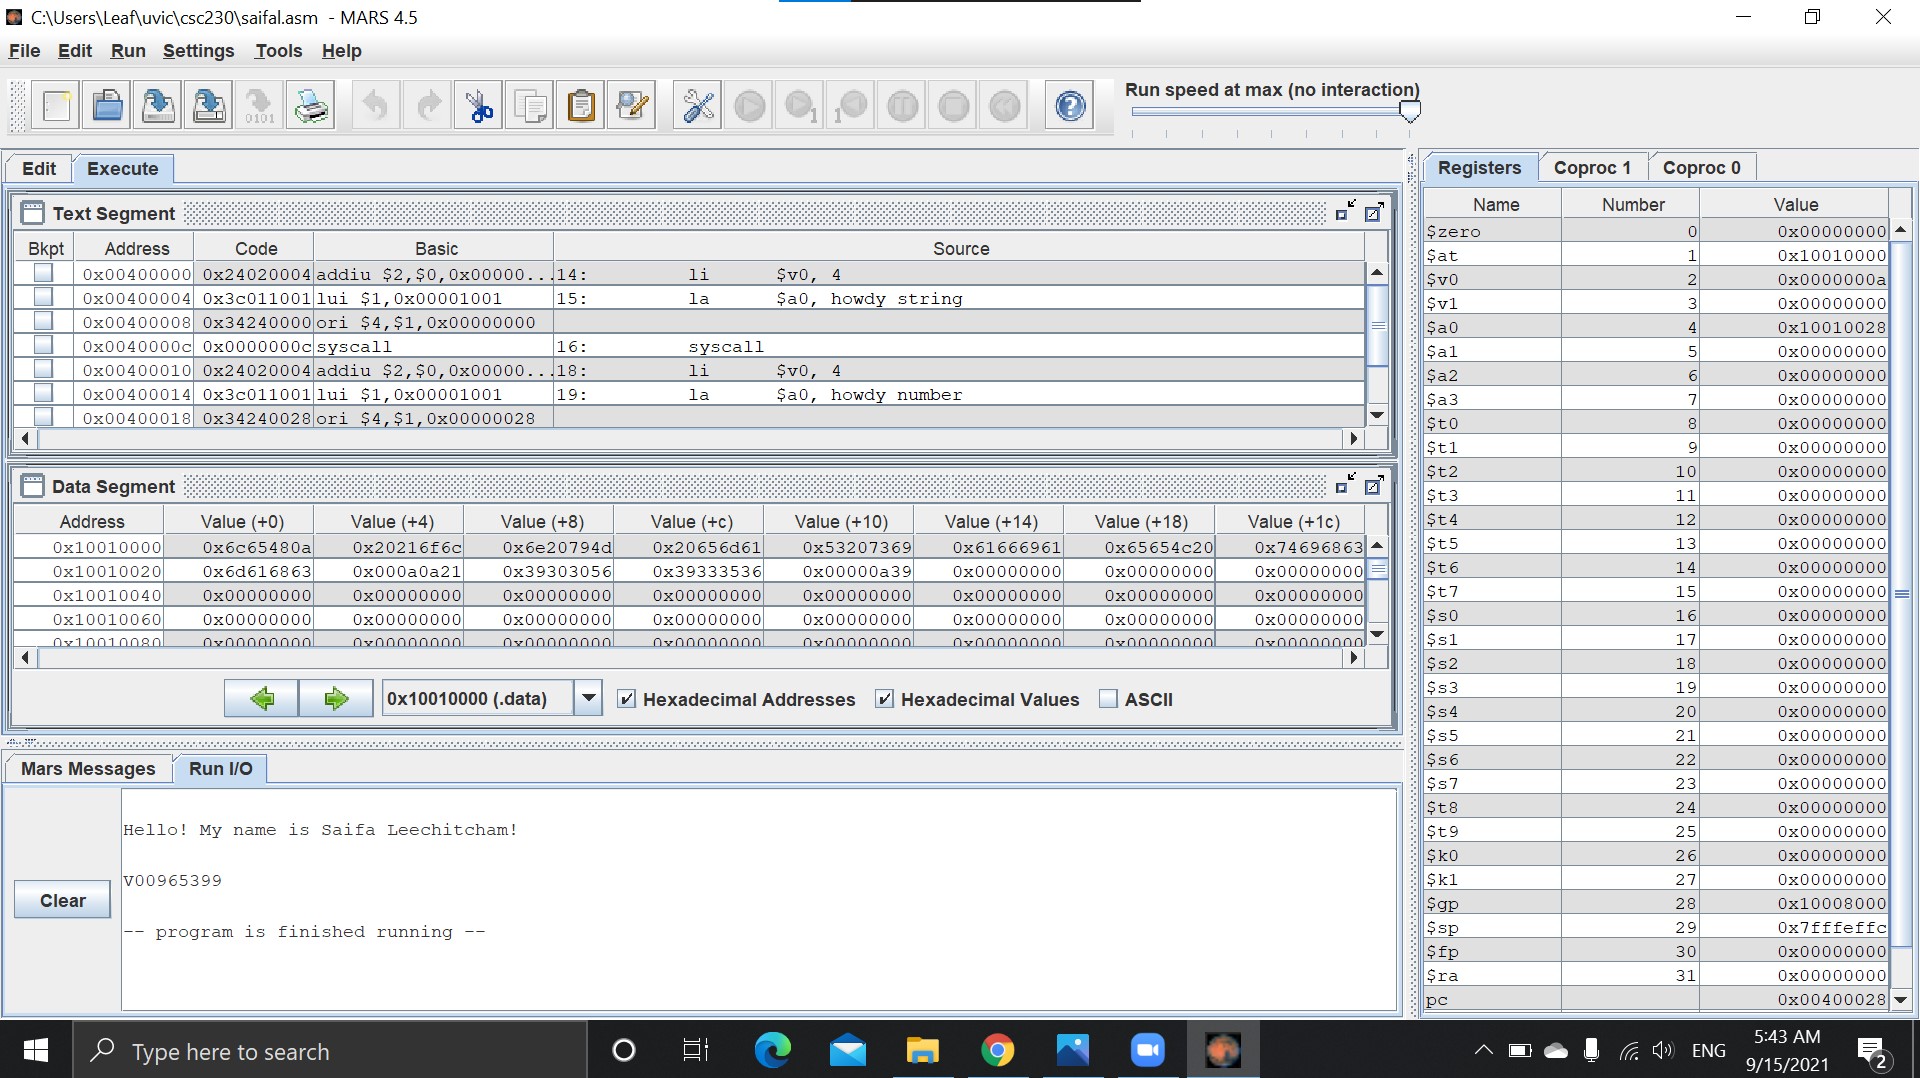 C:\Users\Leaf\uvic\csc230\saifal.asm - MARS 4.5
File Edit Run Settings Tools Help
Run speed at max (no interaction)
Edit Execute
Text Segment
Bkpt Address Code Basic Source
0x00400000 0x24020004 addiu $2,$0,0x00000... 14: li $v0, 4
0x00400004 0x3c011001 lui $1,0x00001001 15: la $a0, howdy string
0x00400008 0x34240000 ori $4,$1,0x00000000
0x0040000c 0x0000000c syscall 16: syscall
0x00400010 0x24020004 addiu $2,$0,0x00000... 18: li $v0, 4
0x00400014 0x3c011001 lui $1,0x00001001 19: la $a0, howdy number
0x00400018 0x34240028 ori $4,$1,0x00000028
Data Segment
Address Value (+0) Value (+4) Value (+8) Value (+c) Value (+10) Value (+14) Value (+18) Value (+1c)
0x10010000 0x6c65480a 0x20216f6c 0x6e20794d 0x20656d61 0x53207369 0x61666961 0x65654c20 0x74696863
0x10010020 0x6d616863 0x000a0a21 0x39303056 0x39333536 0x00000a39 0x00000000 0x00000000 0x00000000
0x10010040 0x00000000 0x00000000 0x00000000 0x00000000 0x00000000 0x00000000 0x00000000 0x00000000
0x10010060 0x00000000 0x00000000 0x00000000 0x00000000 0x00000000 0x00000000 0x00000000 0x00000000
0x10010080 0x00000000 0x00000000 0x00000000 0x00000000 0x00000000 0x00000000 0x00000000 0x00000000
0x10010000 (.data) Hexadecimal Addresses Hexadecimal Values ASCII
Mars Messages Run I/O
Clear
Hello! My name is Saifa Leechitcham!
V00965399
-- program is finished running --
Registers Coproc 1 Coproc 0
Name Number Value
$zero 0 0x00000000
$at 1 0x10010000
$v0 2 0x0000000a
$v1 3 0x00000000
$a0 4 0x10010028
$a1 5 0x00000000
$a2 6 0x00000000
$a3 7 0x00000000
$t0 8 0x00000000
$t1 9 0x00000000
$t2 10 0x00000000
$t3 11 0x00000000
$t4 12 0x00000000
$t5 13 0x00000000
$t6 14 0x00000000
$t7 15 0x00000000
$s0 16 0x00000000
$s1 17 0x00000000
$s2 18 0x00000000
$s3 19 0x00000000
$s4 20 0x00000000
$s5 21 0x00000000
$s6 22 0x00000000
$s7 23 0x00000000
$t8 24 0x00000000
$t9 25 0x00000000
$k0 26 0x00000000
$k1 27 0x00000000
$gp 28 0x10008000
$sp 29 0x7fffeffc
$fp 30 0x00000000
$ra 31 0x00000000
pc 0x00400028
Type here to search
ENG
5:43 AM
9/15/2021
2